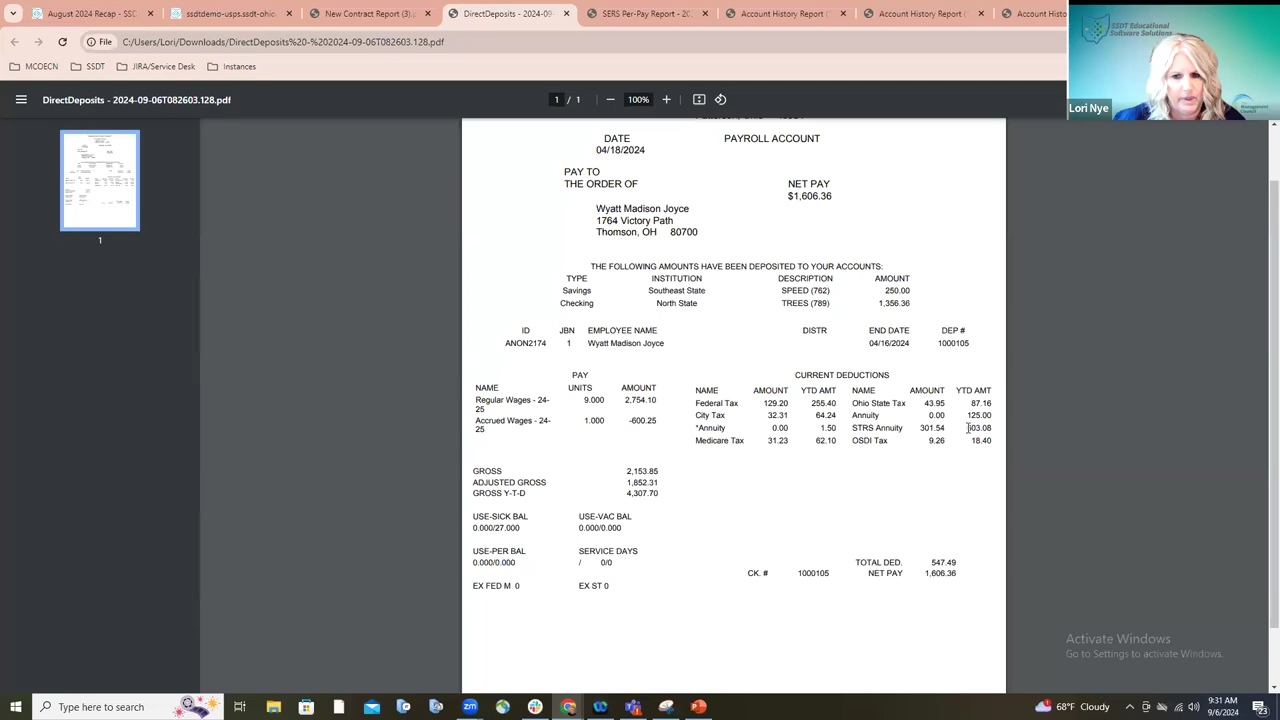 SSDT - Sa
ssdtdemo-ssdtest-ohio.
New Contract Report
DirectDeposits - 2024-09-
SERS Per-Pay Report - 20
Account History Report (
Account History Report (
Account Histo
File
C:/Users/Lori/Downloads/DirectDeposits%20-%202024-09-06T082603.128.pdf
MCOECN
SSDT
JIRA/Service Desk
Instances
DirectDeposits - 2024-09-06T082603.128.pdf
1 / 1
100%
1
SSDT Educational
Software Solutions
Management
Council
Lori Nye
DATE PAYROLL ACCOUNT
04/18/2024
PAY TO
THE ORDER OF NET PAY
$1,606.36
Wyatt Madison Joyce
1764 Victory Path
Thomson, OH 80700
THE FOLLOWING AMOUNTS HAVE BEEN DEPOSITED TO YOUR ACCOUNTS:
TYPE INSTITUTION DESCRIPTION AMOUNT
Savings Southeast State SPEED (762) 250.00
Checking North State TREES (789) 1,356.36
ID JBN EMPLOYEE NAME DISTR END DATE DEP #
ANON2174 1 Wyatt Madison Joyce 04/16/2024 1000105
PAY CURRENT DEDUCTIONS
NAME UNITS AMOUNT NAME AMOUNT YTD AMT NAME AMOUNT YTD AMT
Regular Wages - 24- 9.000 2,754.10 Federal Tax 129.20 255.40 Ohio State Tax 43.95 87.16
25
City Tax 32.31 64.24 Annuity 0.00 125.00
Accrued Wages - 24- 1.000 -600.25
25
*Annuity 0.00 1.50 STRS Annuity 301.54 603.08
Medicare Tax 31.23 62.10 OSDI Tax 9.26 18.40
GROSS 2,153.85
ADJUSTED GROSS 1,852.31
GROSS Y-T-D 4,307.70
USE-SICK BAL USE-VAC BAL
0.000/27.000 0.000/0.000
USE-PER BAL SERVICE DAYS
0.000/0.000 / 0/0
TOTAL DED. 547.49
CK. # 1000105 NET PAY 1,606.36
EX FED M 0 EX ST 0
Activate Windows
Go to Settings to activate Windows.
Type here to search
68°F Cloudy
9:31 AM
9/6/2024
23